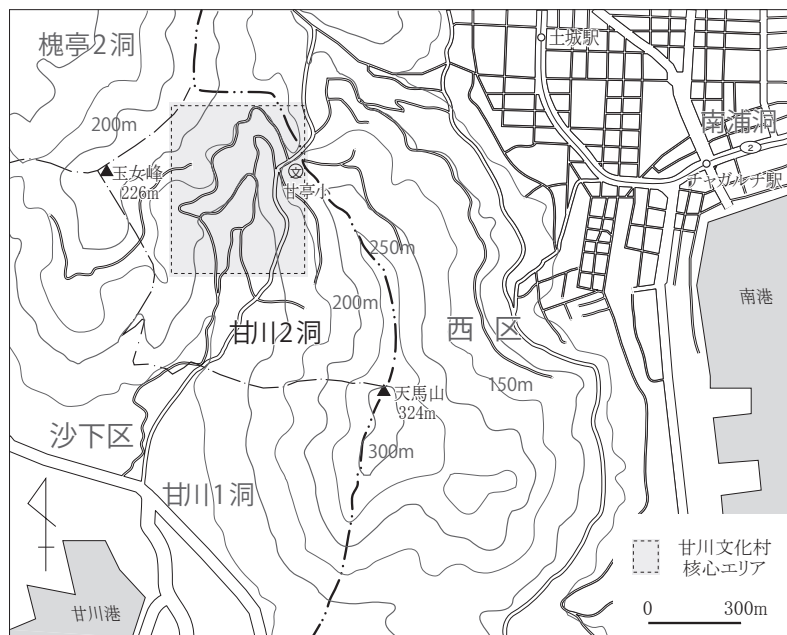 槐亭2洞
土城駅
200m
南浦洞
2
玉女峰
226m
文
甘亭小
チャガルチ駅
250m
200m
南港
甘川2洞
西区
150m
天馬山
324m
沙下区
300m
甘川1洞
甘川文化村
核心エリア
甘川港
0 300m